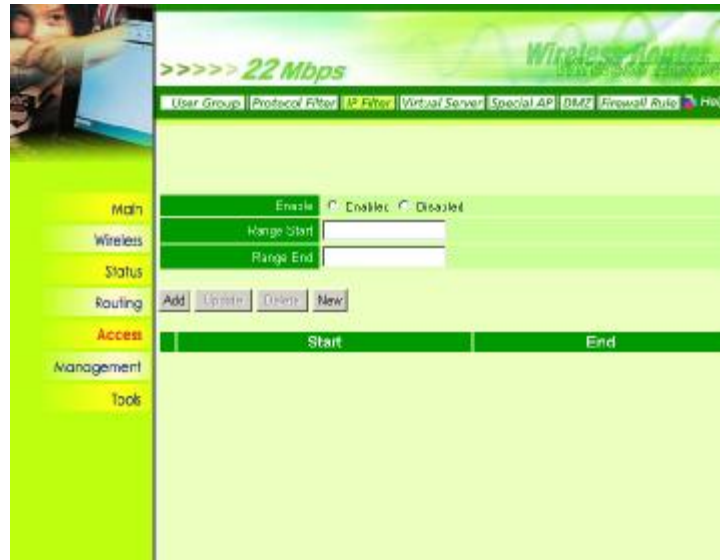 >>>>> 22 Mbps
Wireless Router
User Group Protocol Filter IP Filter Virtual Server Special AP DMZ Firewall Rule Help
Main
Wireless
Status
Routing
Access
Management
Tools
Enable Enabled Disabled
Range Start
Range End
Add Update Delete New
Start End